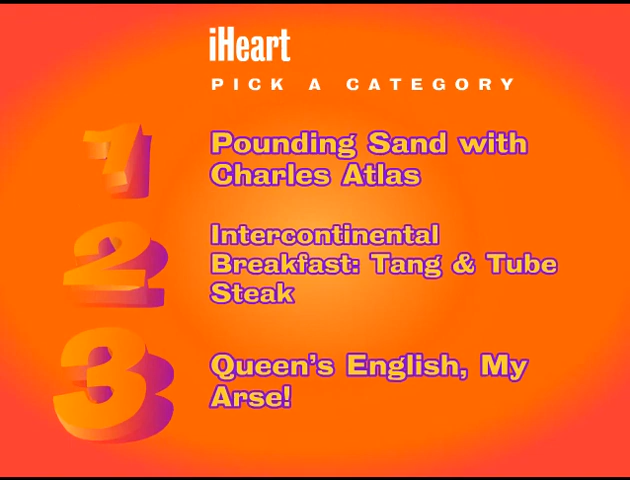 iHeart
PICK A CATEGORY
1
Pounding Sand with
Charles Atlas
2
Intercontinental
Breakfast: Tang & Tube
Steak
3
Queen's English, My
Arse!